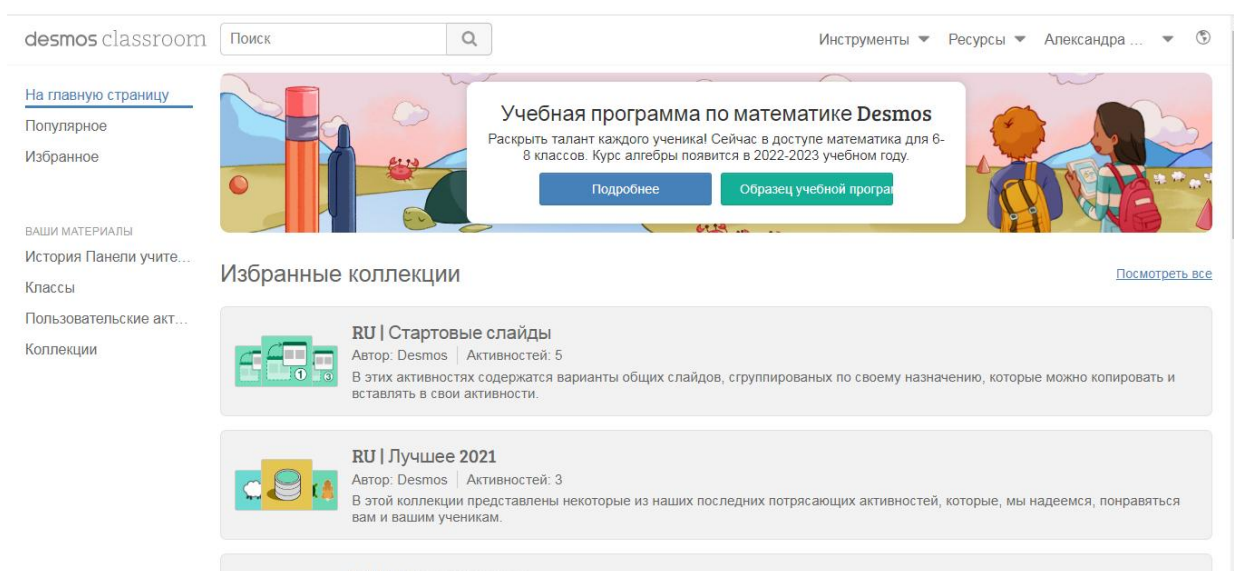 desmos classroom
Поиск
Инструменты
Ресурсы
Александра ...
На главную страницу
Популярное
Избранное
ВАШИ МАТЕРИАЛЫ
История Панели учите...
Классы
Пользовательские акт...
Коллекции
Учебная программа по математике Desmos
Раскрыть талант каждого ученика! Сейчас в доступе математика для 6-
8 классов. Курс алгебры появится в 2022-2023 учебном году.
Подробнее
Образец учебной програ
Избранные коллекции
Посмотреть все
RU | Стартовые слайды
Автор: Desmos | Активностей: 5
В этих активностях содержатся варианты общих слайдов, сгруппированых по своему назначению, которые можно копировать и
вставлять в свои активности.
1
3
RU | Лучшее 2021
Автор: Desmos | Активностей: 3
В этой коллекции представлены некоторые из наших последних потрясающих активностей, которые, мы надеемся, понравяться
вам и вашим ученикам.